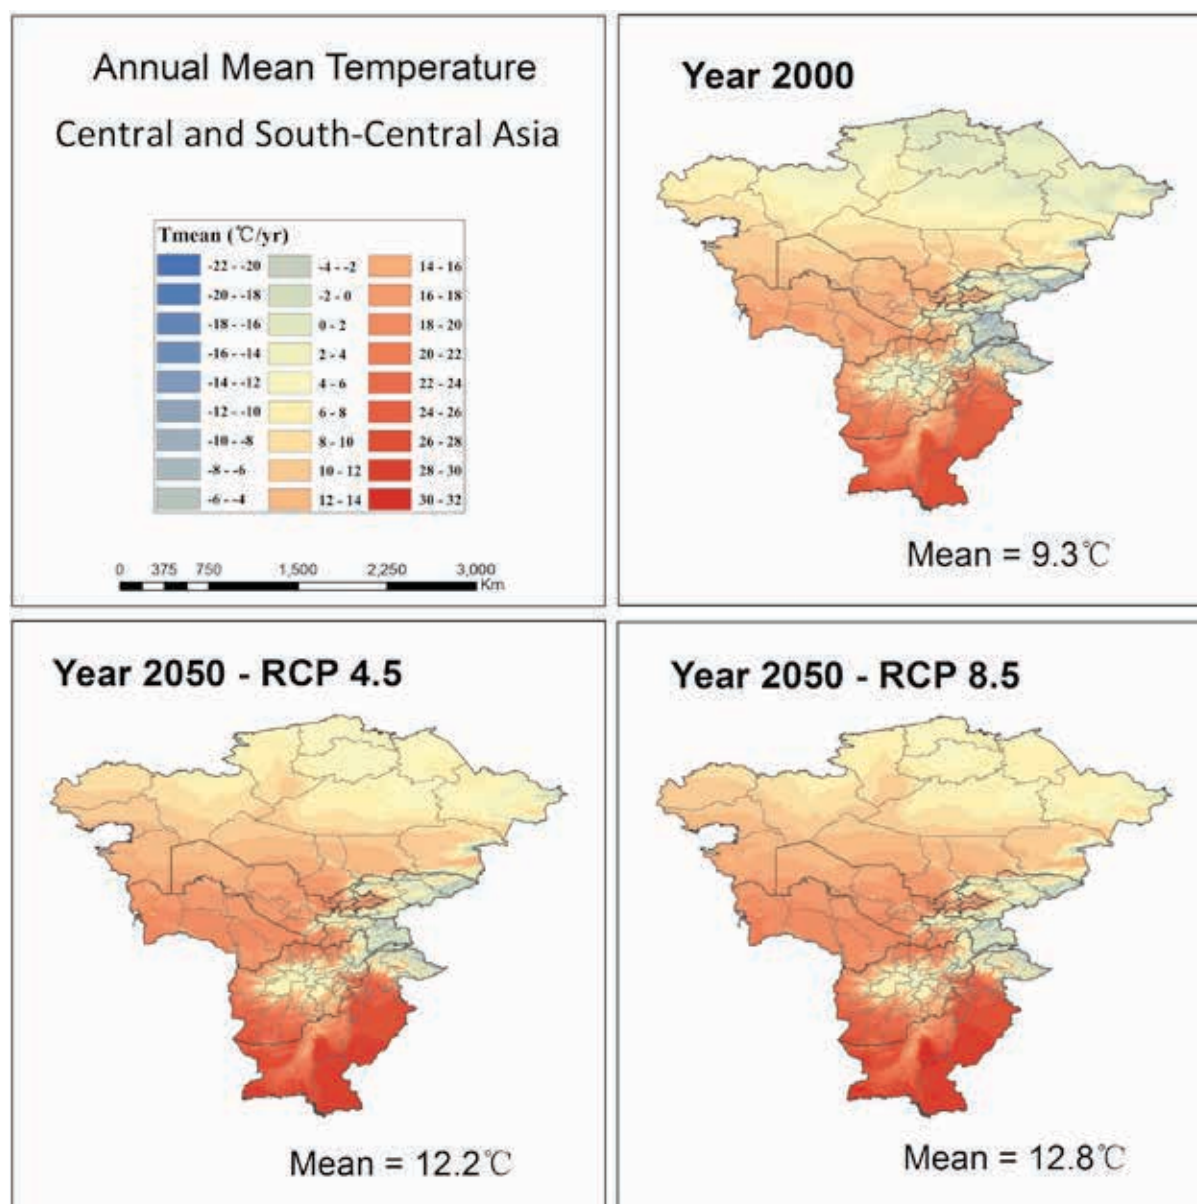 Annual Mean Temperature
Central and South-Central Asia
Tmean (℃/yr)
-22 - -20
-20 - -18
-18 - -16
-16 - -14
-14 - -12
-12 - -10
-10 - -8
-8 - -6
-6 - -4
-4 - -2
-2 - 0
0 - 2
2 - 4
4 - 6
6 - 8
8 - 10
10 - 12
12 - 14
14 - 16
16 - 18
18 - 20
20 - 22
22 - 24
24 - 26
26 - 28
28 - 30
30 - 32
0 375 750 1,500 2,250 3,000
Km
Year 2000
Mean = 9.3℃
Year 2050 - RCP 4.5
Mean = 12.2℃
Year 2050 - RCP 8.5
Mean = 12.8℃